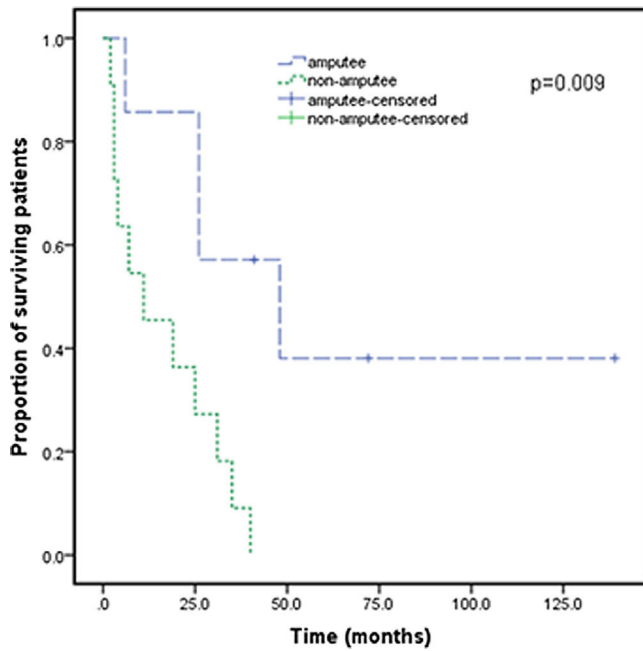 amputee
non-amputee
amputee-censored
non-amputee-censored
p=0.009
Proportion of surviving patients
1.0
0.8
0.6
0.4
0.2
0.0
.0 25.0 50.0 75.0 100.0 125.0
Time (months)